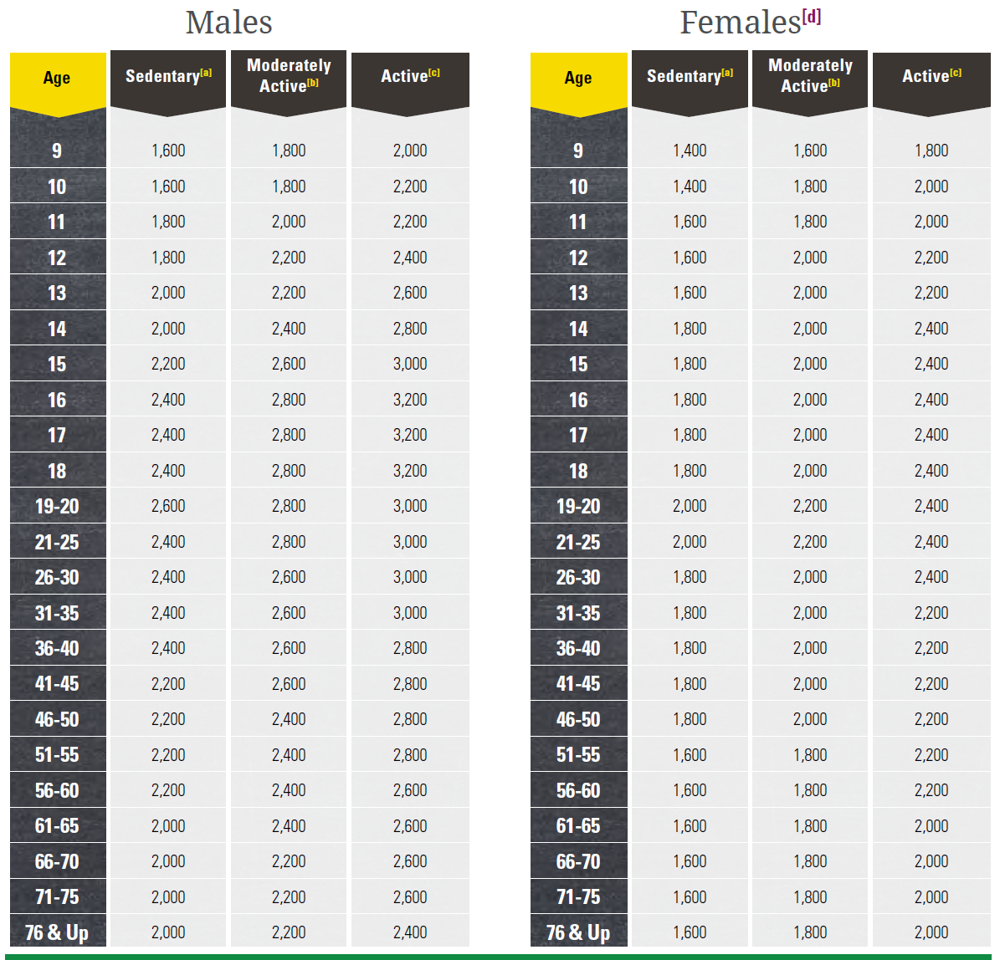 Males
Age Sedentary[a] Moderately Active[b] Active[c]
9 1,600 1,800 2,000
10 1,600 1,800 2,200
11 1,800 2,000 2,200
12 1,800 2,200 2,400
13 2,000 2,200 2,600
14 2,000 2,400 2,800
15 2,200 2,600 3,000
16 2,400 2,800 3,200
17 2,400 2,800 3,200
18 2,400 2,800 3,200
19-20 2,600 2,800 3,000
21-25 2,400 2,800 3,000
26-30 2,400 2,600 3,000
31-35 2,400 2,600 3,000
36-40 2,400 2,600 2,800
41-45 2,200 2,600 2,800
46-50 2,200 2,400 2,800
51-55 2,200 2,400 2,800
56-60 2,200 2,400 2,600
61-65 2,000 2,400 2,600
66-70 2,000 2,200 2,600
71-75 2,000 2,200 2,600
76 & Up 2,000 2,200 2,400
Females[d]
Age Sedentary[a] Moderately Active[b] Active[c]
9 1,400 1,600 1,800
10 1,400 1,800 2,000
11 1,600 1,800 2,000
12 1,600 2,000 2,200
13 1,600 2,000 2,200
14 1,800 2,000 2,400
15 1,800 2,000 2,400
16 1,800 2,000 2,400
17 1,800 2,000 2,400
18 1,800 2,000 2,400
19-20 2,000 2,200 2,400
21-25 2,000 2,200 2,400
26-30 1,800 2,000 2,400
31-35 1,800 2,000 2,200
36-40 1,800 2,000 2,200
41-45 1,800 2,000 2,200
46-50 1,800 2,000 2,200
51-55 1,600 1,800 2,200
56-60 1,600 1,800 2,200
61-65 1,600 1,800 2,000
66-70 1,600 1,800 2,000
71-75 1,600 1,800 2,000
76 & Up 1,600 1,800 2,000